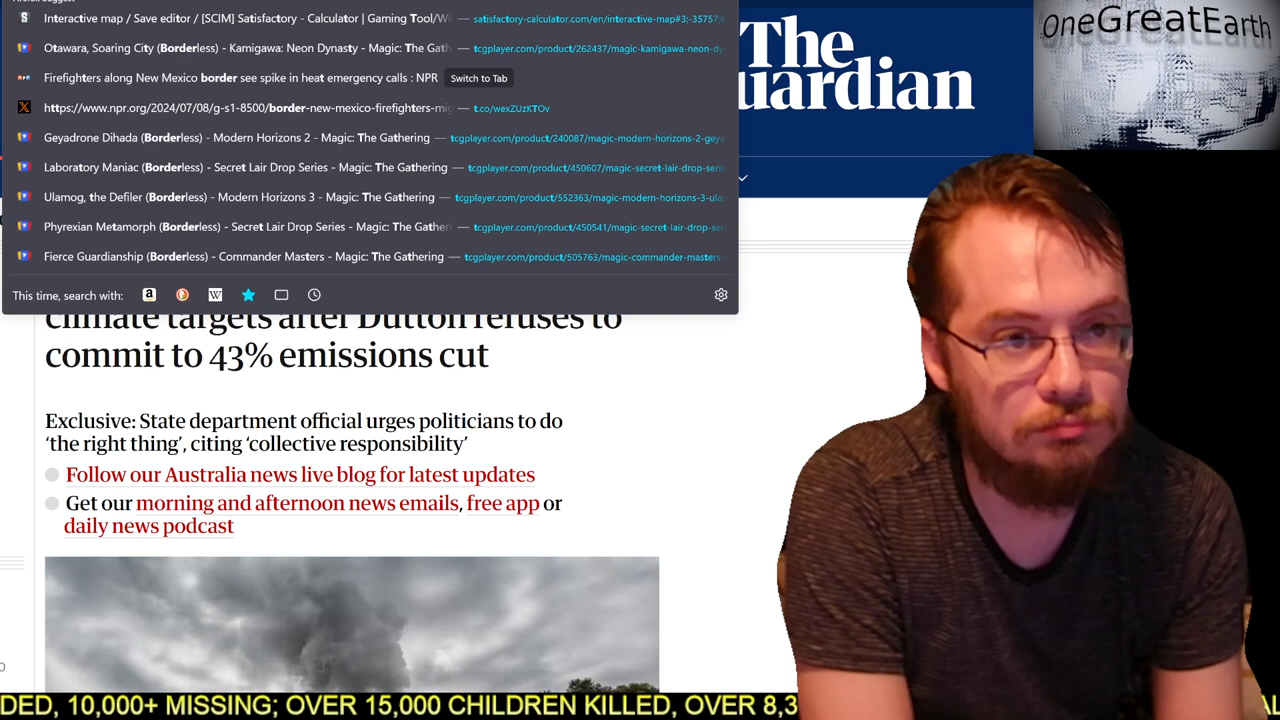 Interactive map / Save editor / [SCIM] Satisfactory - Calculator | Gaming Tool/Wi — satisfactory-calculator.com/en/interactive-map#3;-35757;
Otawara, Soaring City (Borderless) - Kamigawa: Neon Dynasty - Magic: The Gath — tcgplayer.com/product/262437/magic-kamigawa-neon-dy
Firefighters along New Mexico border see spike in heat emergency calls : NPR Switch to Tab
https://www.npr.org/2024/07/08/g-s1-8500/border-new-mexico-firefighters-mig — t.co/wexZUzKTOv
Geyadrone Dihada (Borderless) - Modern Horizons 2 - Magic: The Gathering — tcgplayer.com/product/240087/magic-modern-horizons-2-geya
Laboratory Maniac (Borderless) - Secret Lair Drop Series - Magic: The Gathering — tcgplayer.com/product/450607/magic-secret-lair-drop-serie
Ulamog, the Defiler (Borderless) - Modern Horizons 3 - Magic: The Gathering — tcgplayer.com/product/552363/magic-modern-horizons-3-ula
Phyrexian Metamorph (Borderless) - Secret Lair Drop Series - Magic: The Gatheri — tcgplayer.com/product/450541/magic-secret-lair-drop-se
Fierce Guardianship (Borderless) - Commander Masters - Magic: The Gathering — tcgplayer.com/product/505763/magic-commander-masters-
This time, search with:
The
uardian
OneGreatEarth
climate targets after Dutton refuses to
commit to 43% emissions cut
Exclusive: State department official urges politicians to do
‘the right thing’, citing ‘collective responsibility’
Follow our Australia news live blog for latest updates
Get our morning and afternoon news emails, free app or
daily news podcast
DED, 10,000+ MISSING; OVER 15,000 CHILDREN KILLED, OVER 8,3